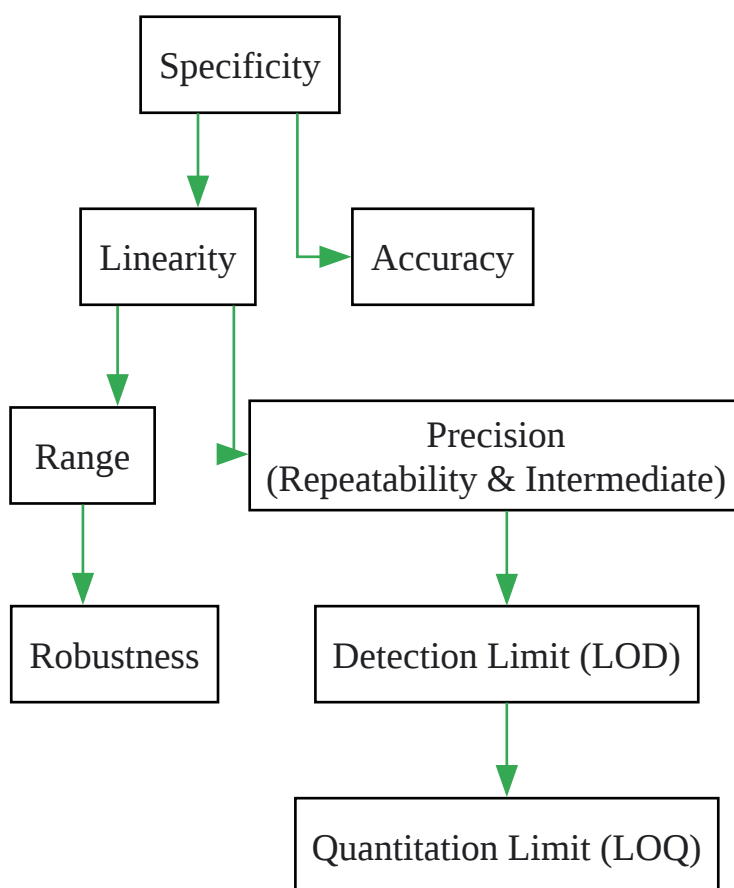 Specificity
Linearity
Accuracy
Range
Precision
(Repeatability & Intermediate)
Robustness
Detection Limit (LOD)
Quantitation Limit (LOQ)